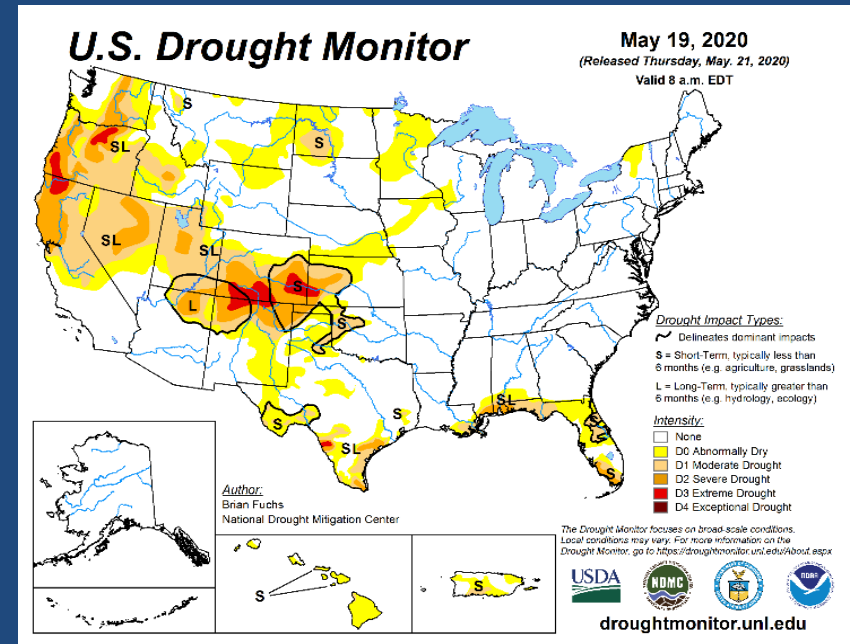 U.S. Drought Monitor
May 19, 2020
(Released Thursday, May. 21, 2020)
Valid 8 a.m. EDT
S
SL
S
SL
SL
L
S
S
S
S
SL
SL
S
S
Drought Impact Types:
Delineates dominant impacts
S = Short-Term, typically less than
6 months (e.g. agriculture, grasslands)
L = Long-Term, typically greater than
6 months (e.g. hydrology, ecology)
Intensity:
None
D0 Abnormally Dry
D1 Moderate Drought
D2 Severe Drought
D3 Extreme Drought
D4 Exceptional Drought
Author:
Brian Fuchs
National Drought Mitigation Center
S
S
The Drought Monitor focuses on broad-scale conditions.
Local conditions may vary. For more information on the
Drought Monitor, go to https://droughtmonitor.unl.edu/About.aspx
USDA
NDMC
NOAA
droughtmonitor.unl.edu